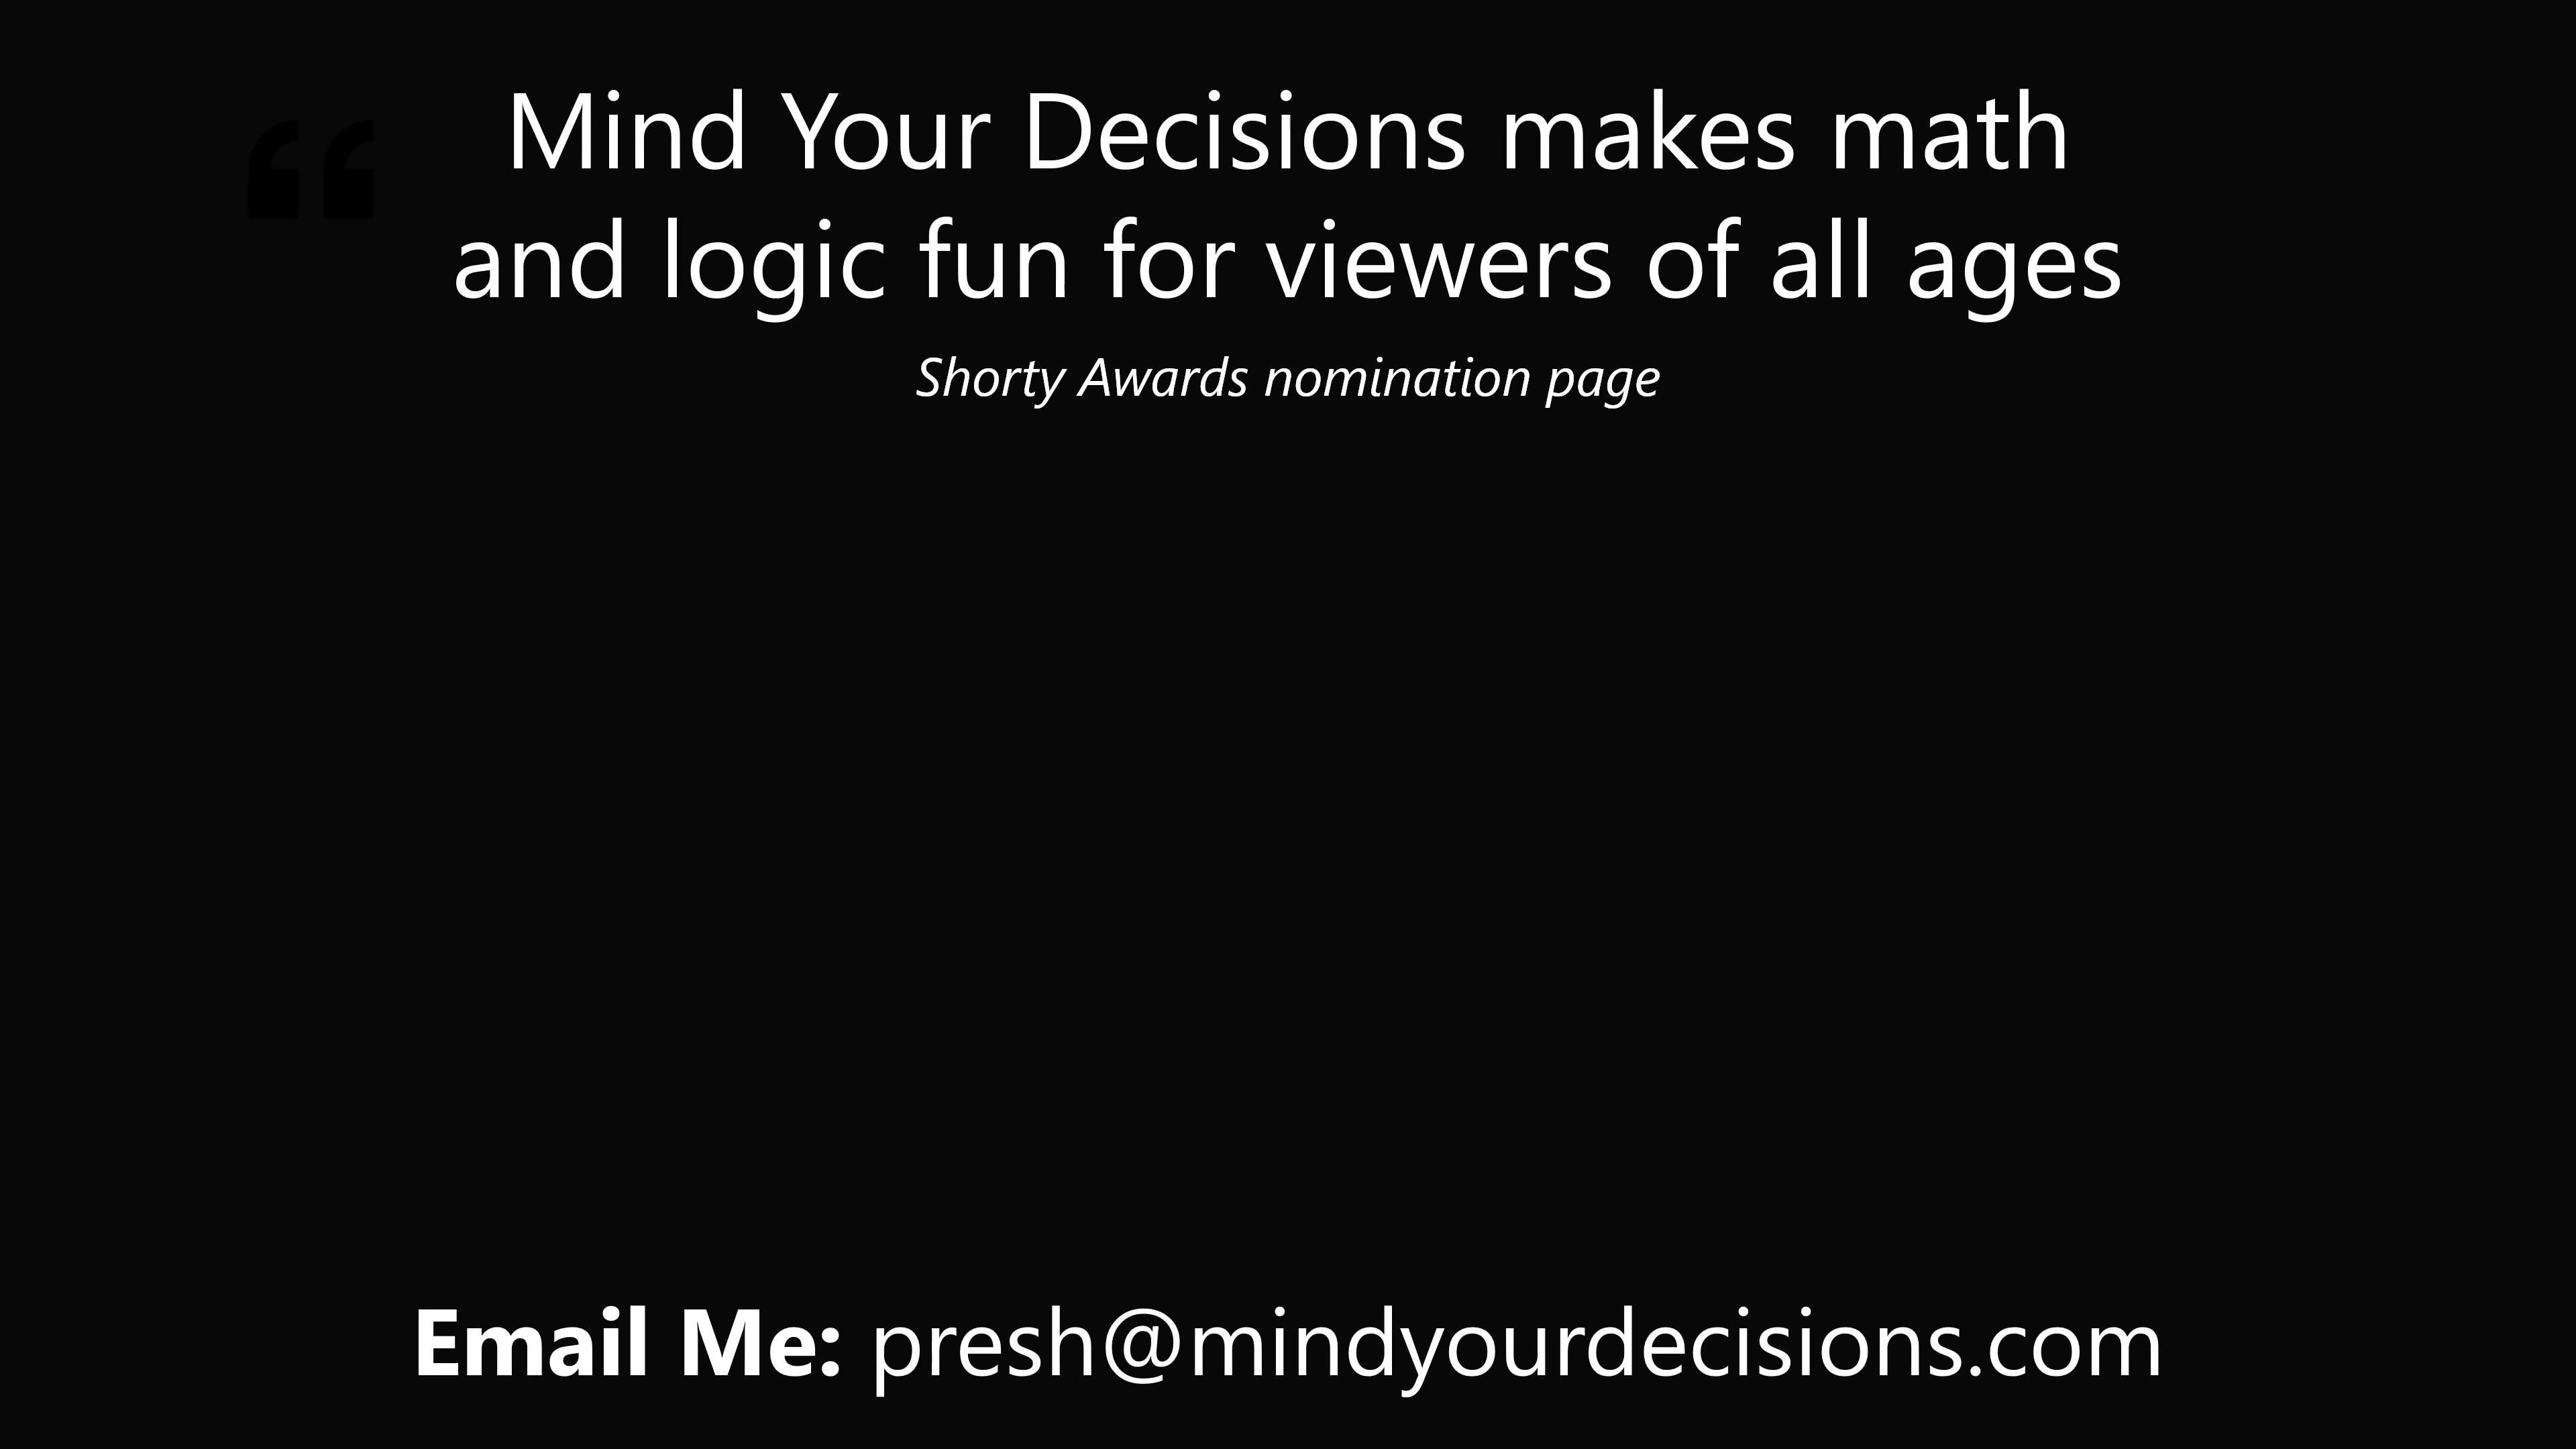 “
Mind Your Decisions makes math
and logic fun for viewers of all ages
Shorty Awards nomination page
Email Me: presh@mindyourdecisions.com